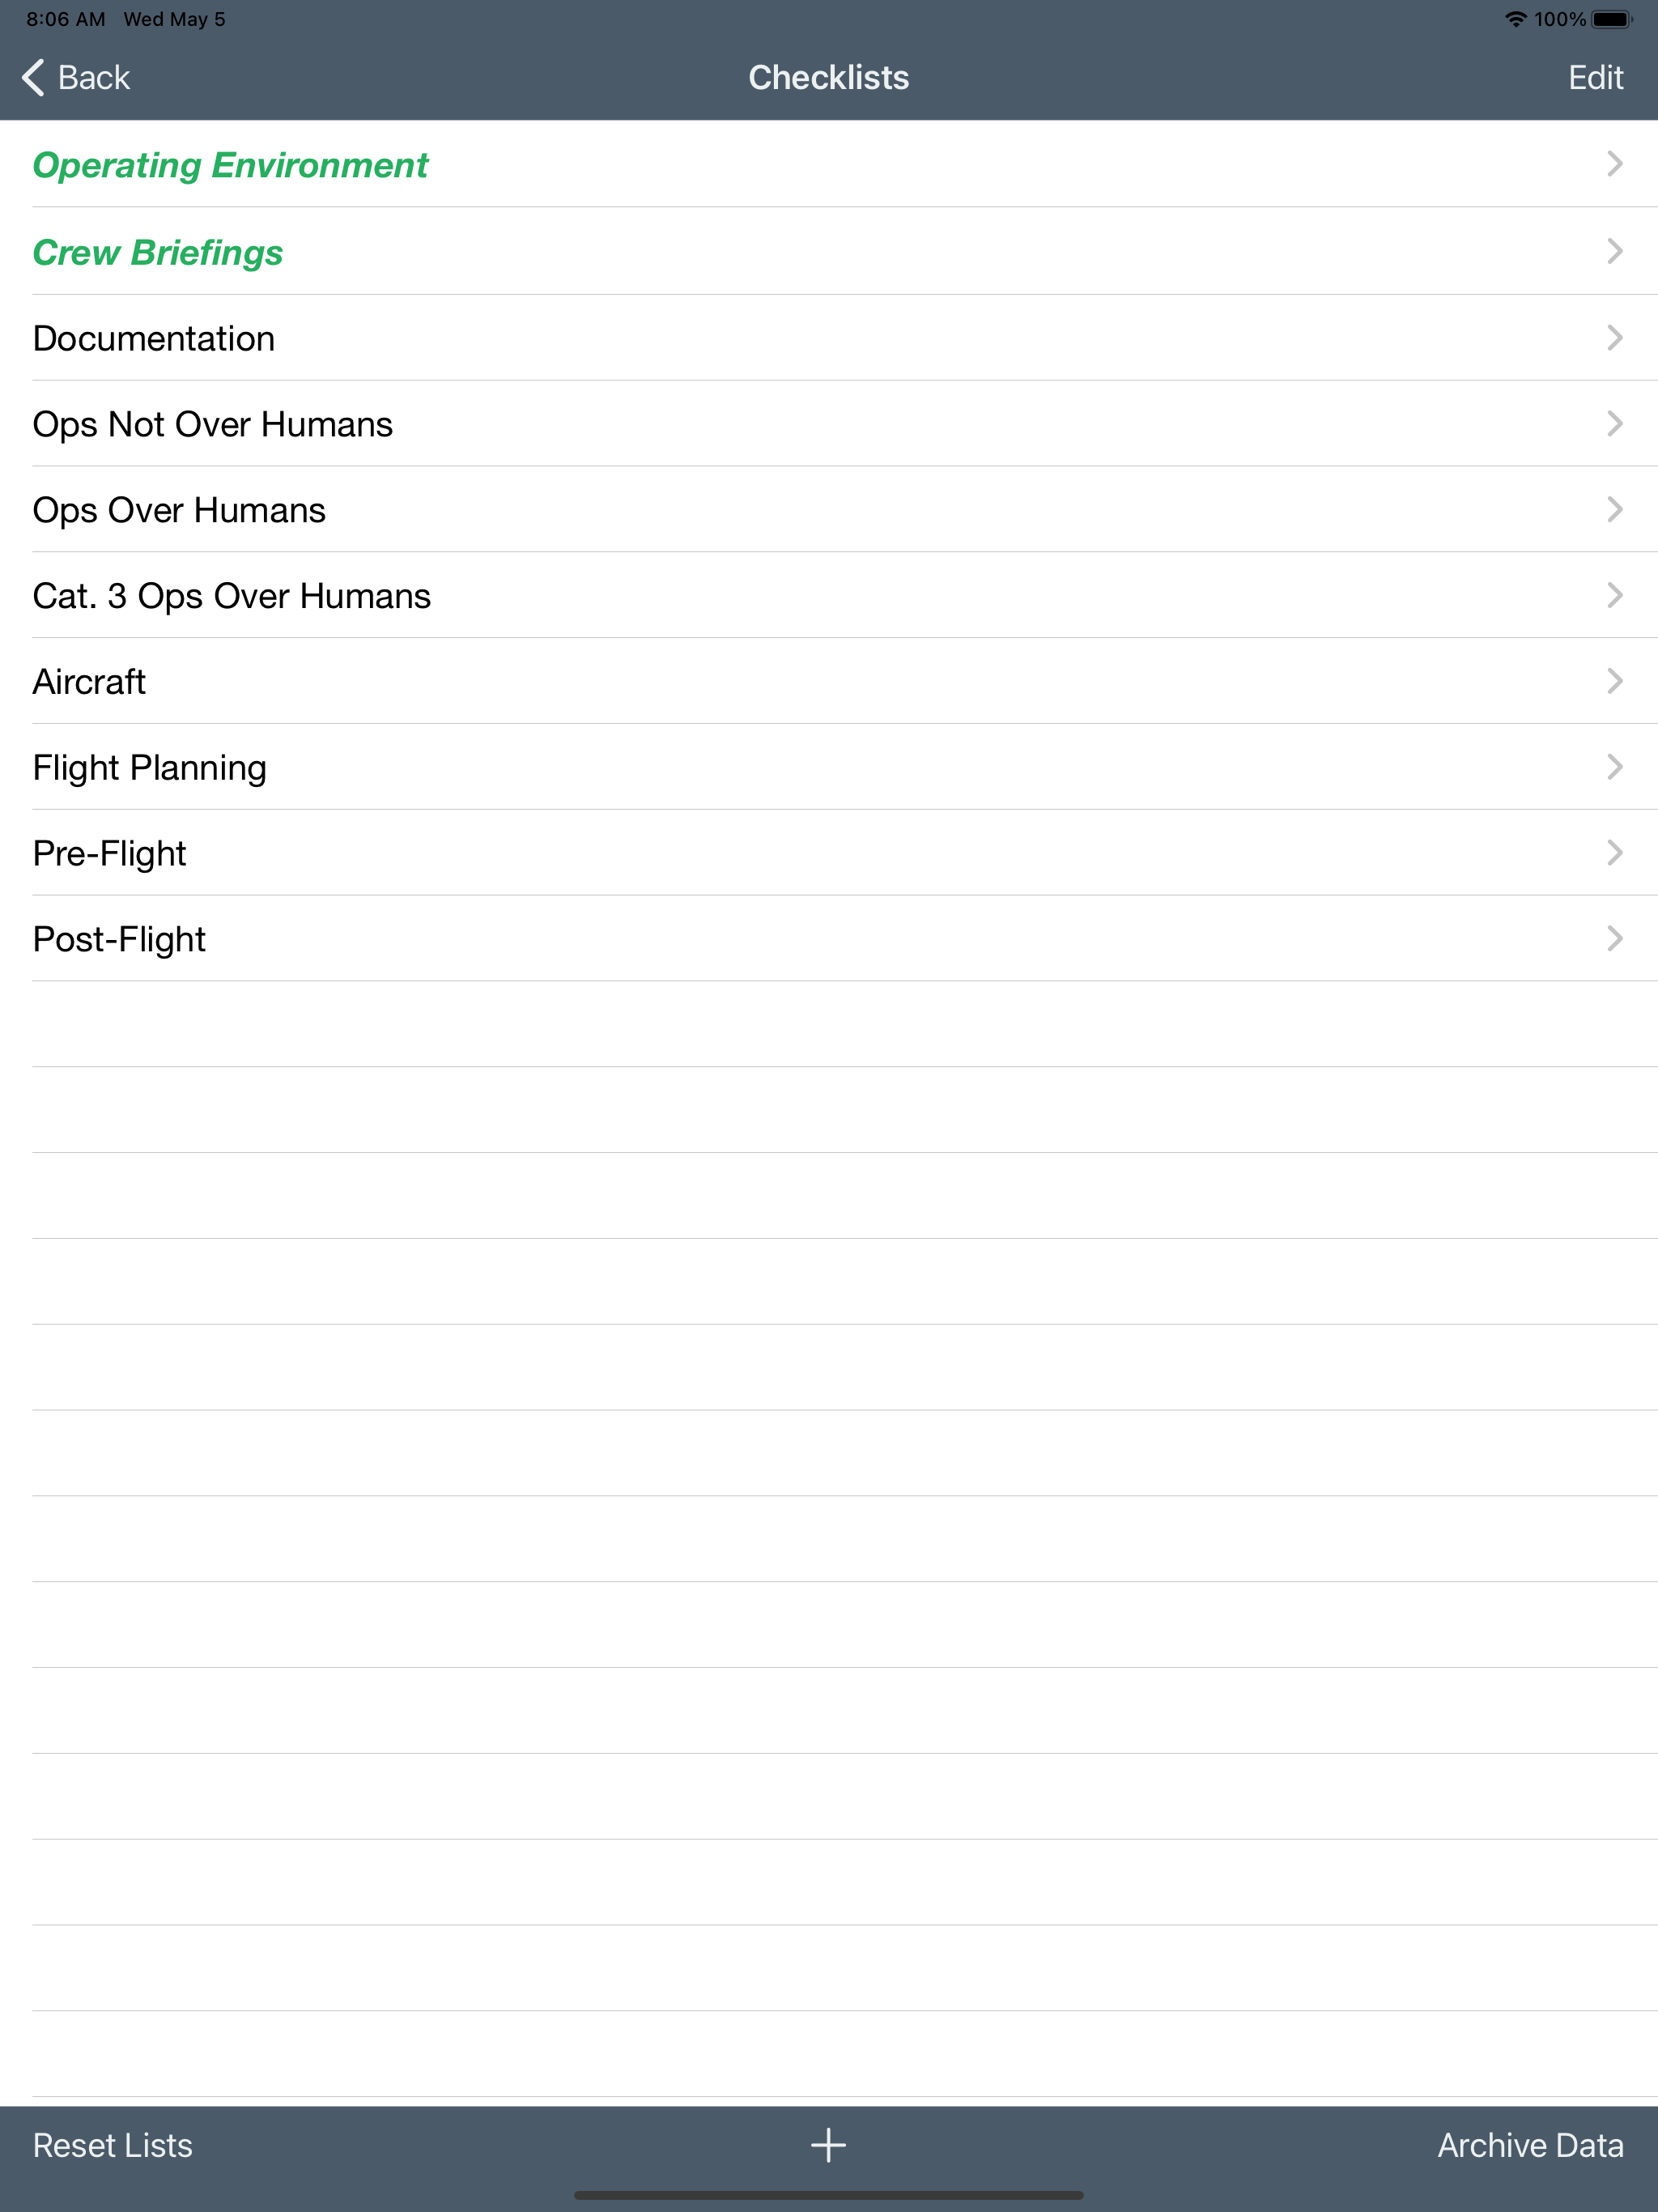 8:06 AM Wed May 5 100%
Back Checklists Edit
Operating Environment
Crew Briefings
Documentation
Ops Not Over Humans
Ops Over Humans
Cat. 3 Ops Over Humans
Aircraft
Flight Planning
Pre-Flight
Post-Flight
Reset Lists + Archive Data